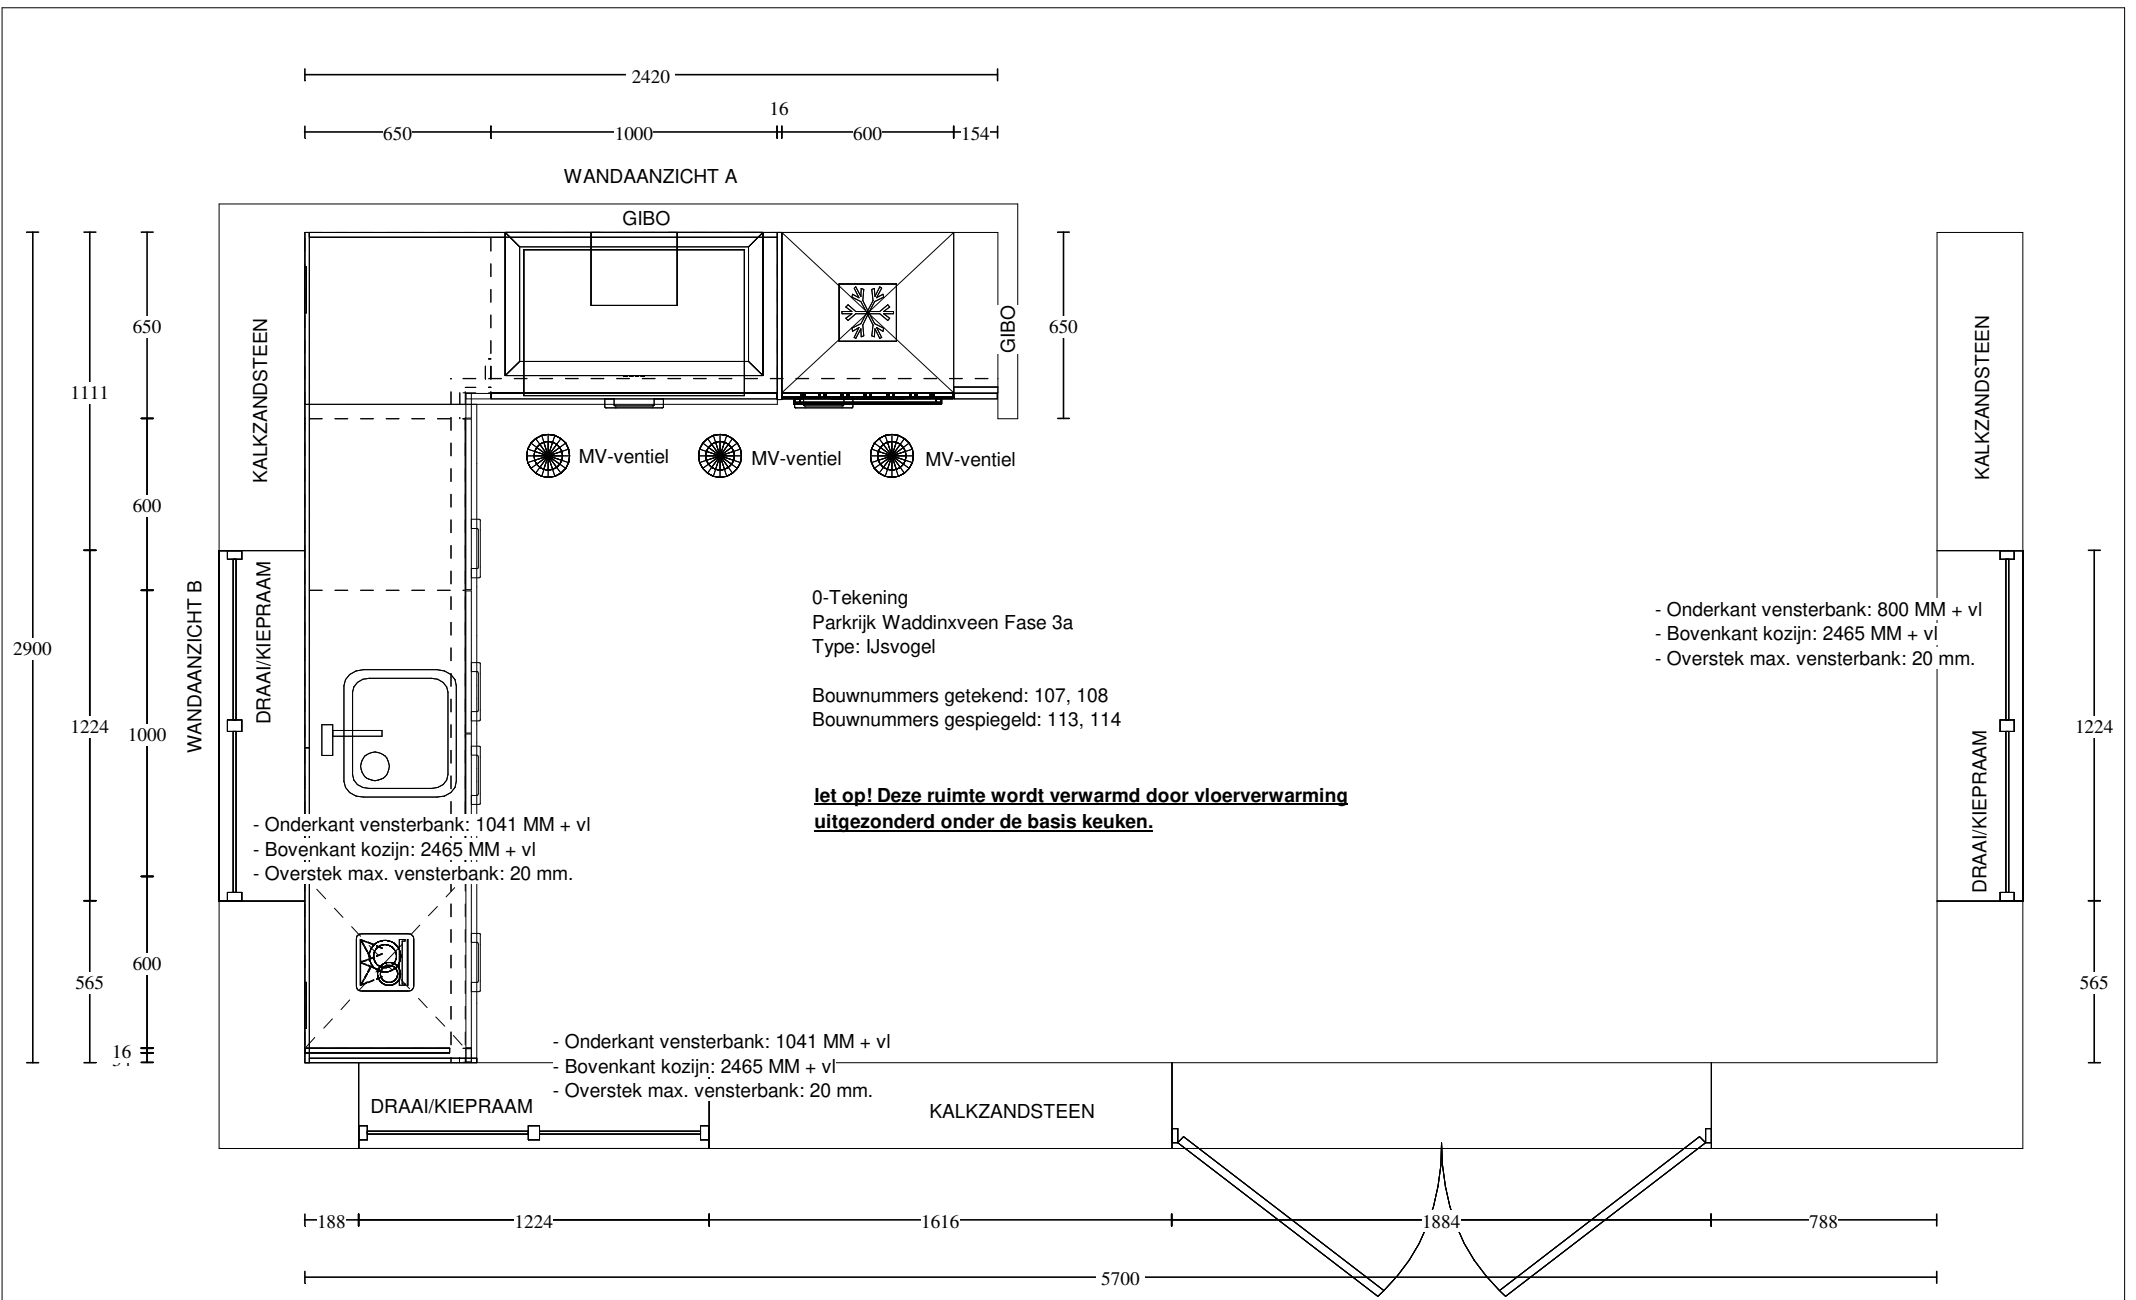 2420
16
650
1000
600
154
WANDAANZICHT A
GIBO
GIBO
650
KALKZANDSTEEN
KALKZANDSTEEN
2900
1111
1224
565
650
600
1000
600
16
WANDAANZICHT B
DRAAI/KIEPRAAM
MV-ventiel
MV-ventiel
MV-ventiel
0-Tekening
Parkrijk Waddinxveen Fase 3a
Type: IJsvogel
Bouwnummers getekend: 107, 108
Bouwnummers gespiegeld: 113, 114
let op! Deze ruimte wordt verwarmd door vloerverwarming
uitgezonderd onder de basis keuken.
- Onderkant vensterbank: 800 MM + vl
- Bovenkant kozijn: 2465 MM + vl
- Overstek max. vensterbank: 20 mm.
DRAAI/KIEPRAAM
1224
565
- Onderkant vensterbank: 1041 MM + vl
- Bovenkant kozijn: 2465 MM + vl
- Overstek max. vensterbank: 20 mm.
- Onderkant vensterbank: 1041 MM + vl
- Bovenkant kozijn: 2465 MM + vl
- Overstek max. vensterbank: 20 mm.
DRAAI/KIEPRAAM
KALKZANDSTEEN
188
1224
1616
1884
788
5700